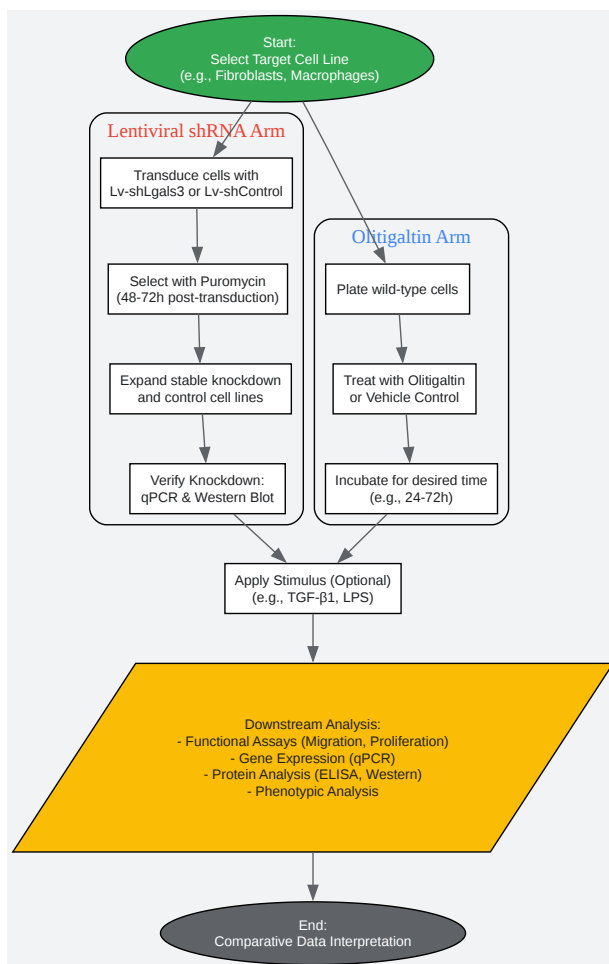 Start:
Select Target Cell Line
(e.g., Fibroblasts, Macrophages)
Lentiviral shRNA Arm
Transduce cells with
Lv-shLgals3 or Lv-shControl
Select with Puromycin
(48-72h post-transduction)
Expand stable knockdown
and control cell lines
Verify Knockdown:
qPCR & Western Blot
Olitigaltin Arm
Plate wild-type cells
Treat with Olitigaltin
or Vehicle Control
Incubate for desired time
(e.g., 24-72h)
Apply Stimulus (Optional)
(e.g., TGF-β1, LPS)
Downstream Analysis:
- Functional Assays (Migration, Proliferation)
- Gene Expression (qPCR)
- Protein Analysis (ELISA, Western)
- Phenotypic Analysis
End:
Comparative Data Interpretation